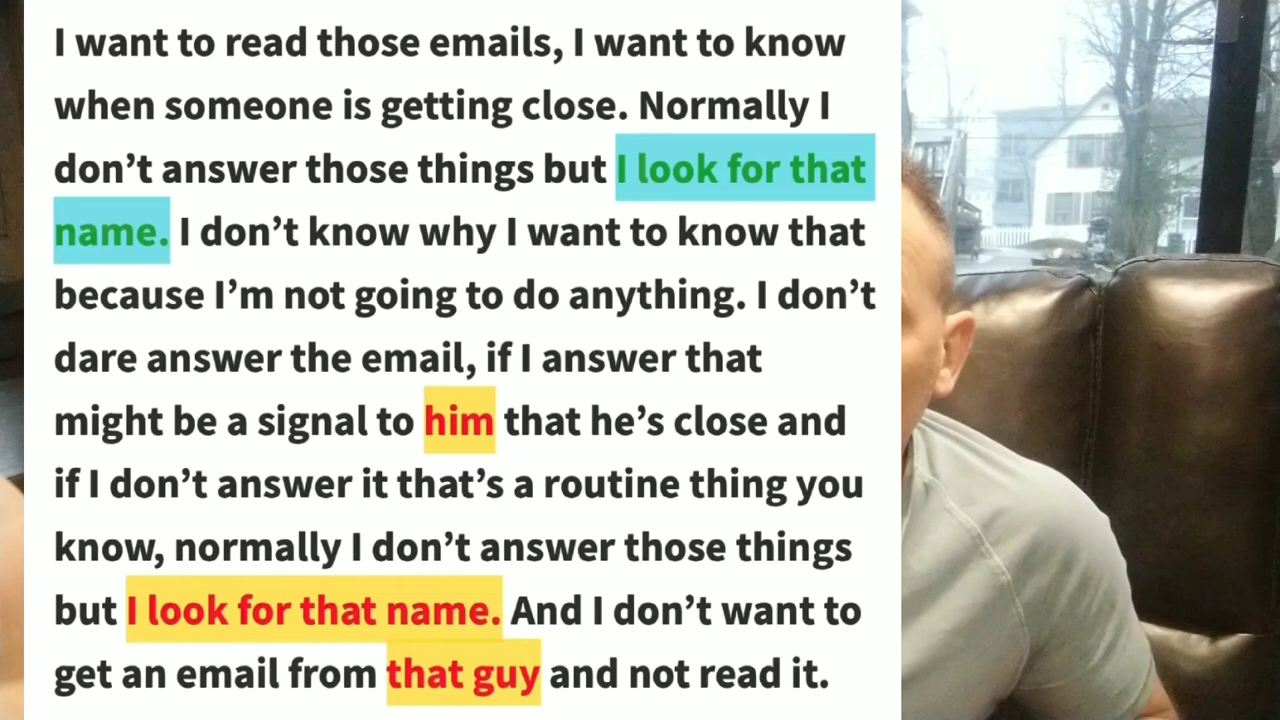 I want to read those emails, I want to know
when someone is getting close. Normally I
don’t answer those things but I look for that
name. I don’t know why I want to know that
because I’m not going to do anything. I don’t
dare answer the email, if I answer that
might be a signal to him that he’s close and
if I don’t answer it that’s a routine thing you
know, normally I don’t answer those things
but I look for that name. And I don’t want to
get an email from that guy and not read it.